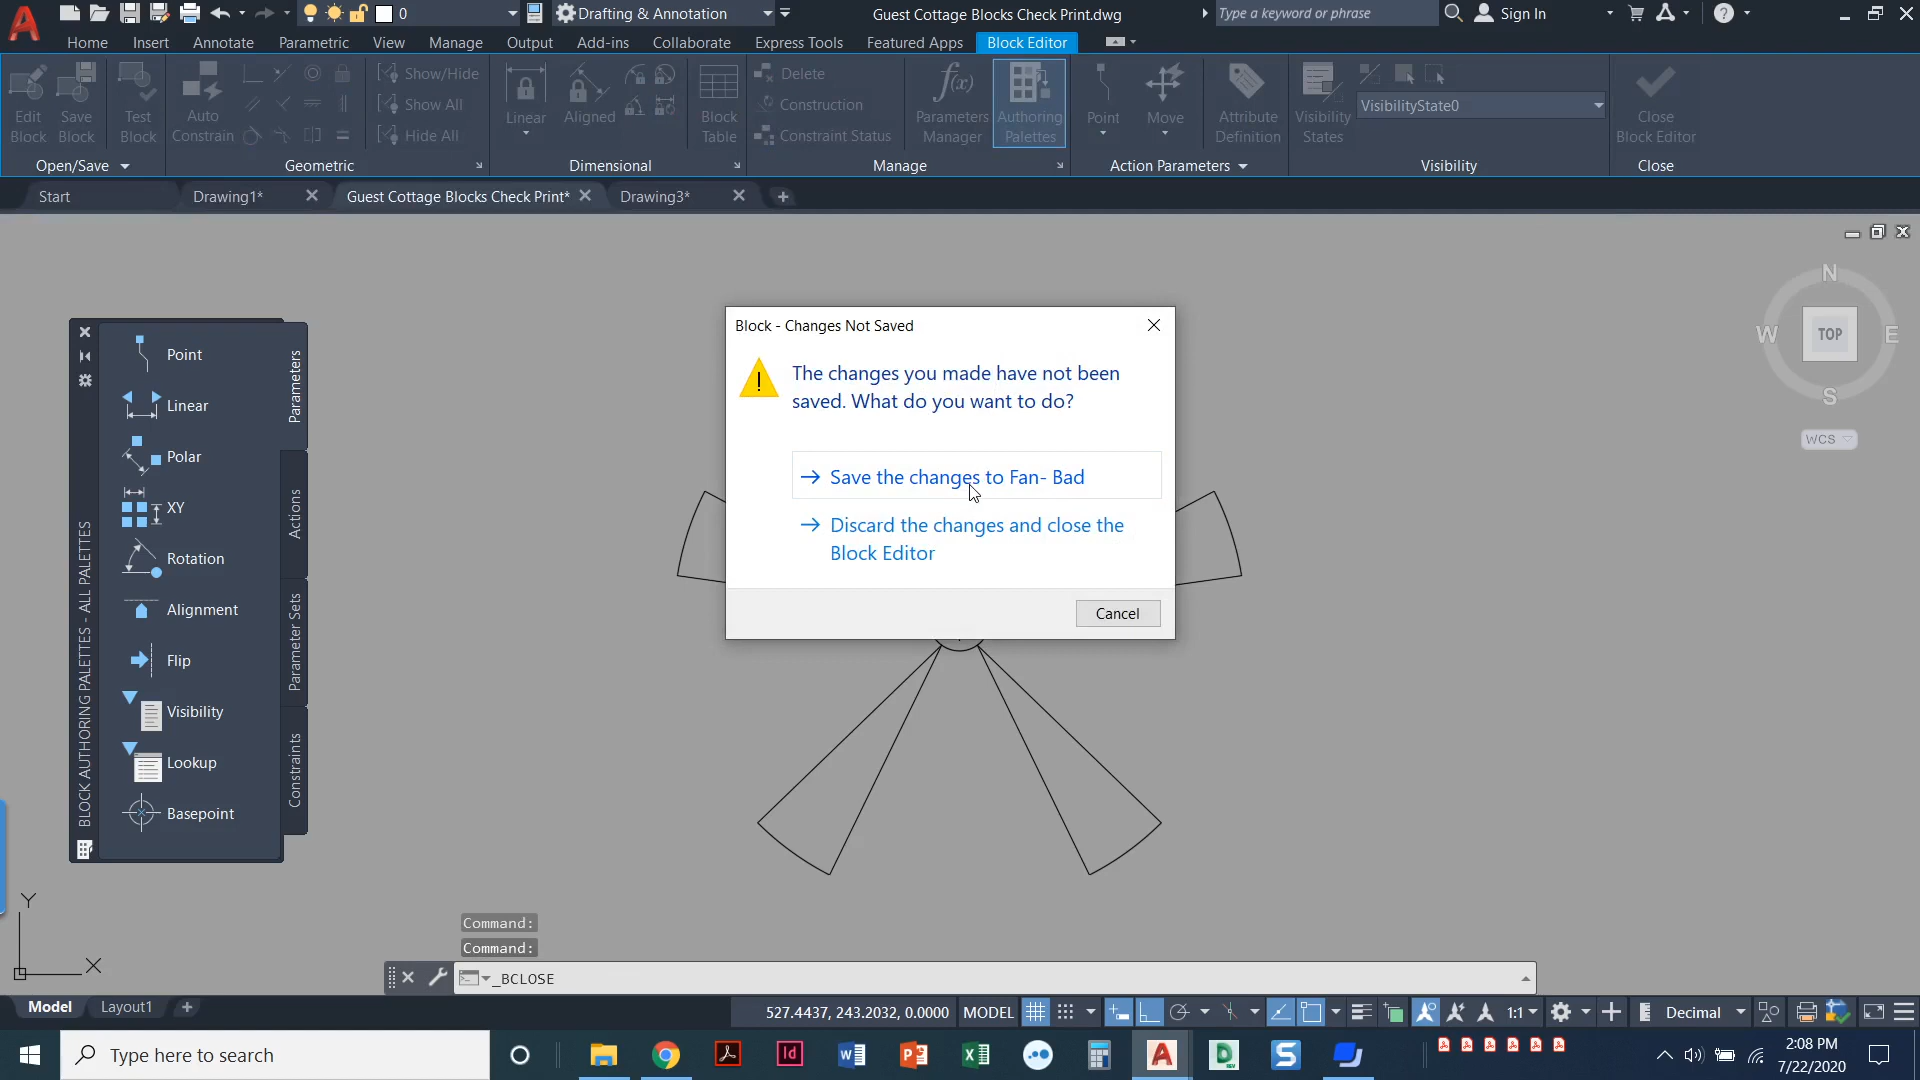 0
Drafting & Annotation
Guest Cottage Blocks Check Print.dwg
Type a keyword or phrase
Sign In
Home Insert Annotate Parametric View Manage Output Add-ins Collaborate Express Tools Featured Apps Block Editor
Edit Block
Save Block
Test Block
Auto Constrain
Show/Hide
Show All
Hide All
Linear
Aligned
Block Table
Delete
Construction
Constraint Status
Parameters Manager
Authoring Palettes
Point
Move
Attribute Definition
Visibility States
VisibilityState0
Close Block Editor
Open/Save Geometric Dimensional Manage Action Parameters Visibility Close
Start Drawing1* Guest Cottage Blocks Check Print* Drawing3*
N
W TOP E
S
WCS
BLOCK AUTHORING PALETTES - ALL PALETTES
Point
Linear
Polar
XY
Rotation
Alignment
Flip
Visibility
Lookup
Basepoint
Parameters
Actions
Parameter Sets
Constraints
Block - Changes Not Saved
The changes you made have not been
saved. What do you want to do?
Save the changes to Fan- Bad
Discard the changes and close the
Block Editor
Cancel
Y
X
Command:
Command:
_BCLOSE
Model Layout1
527.4437, 243.2032, 0.0000 MODEL 1:1 Decimal
Type here to search
2:08 PM
7/22/2020